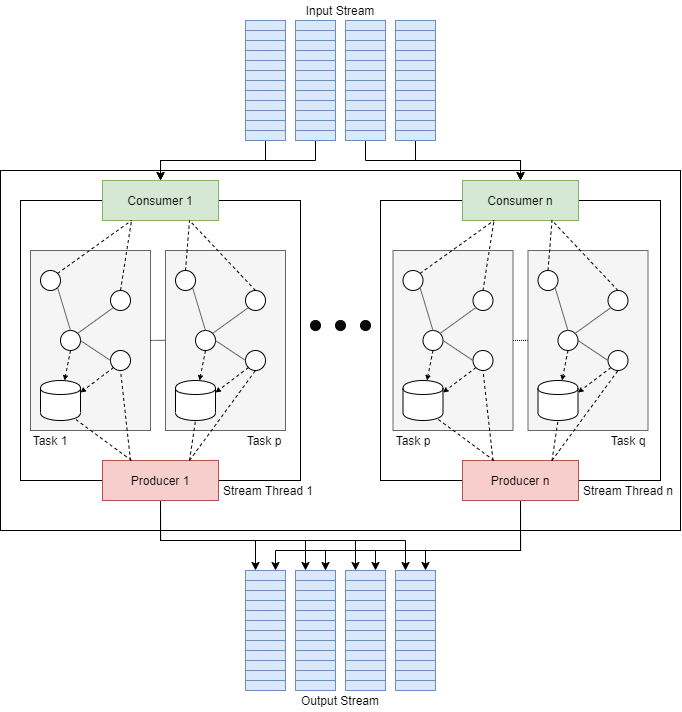 Input Stream
Consumer 1
Consumer n
Task 1
Task p
Task p
Task q
Producer 1
Stream Thread 1
Producer n
Stream Thread n
Output Stream